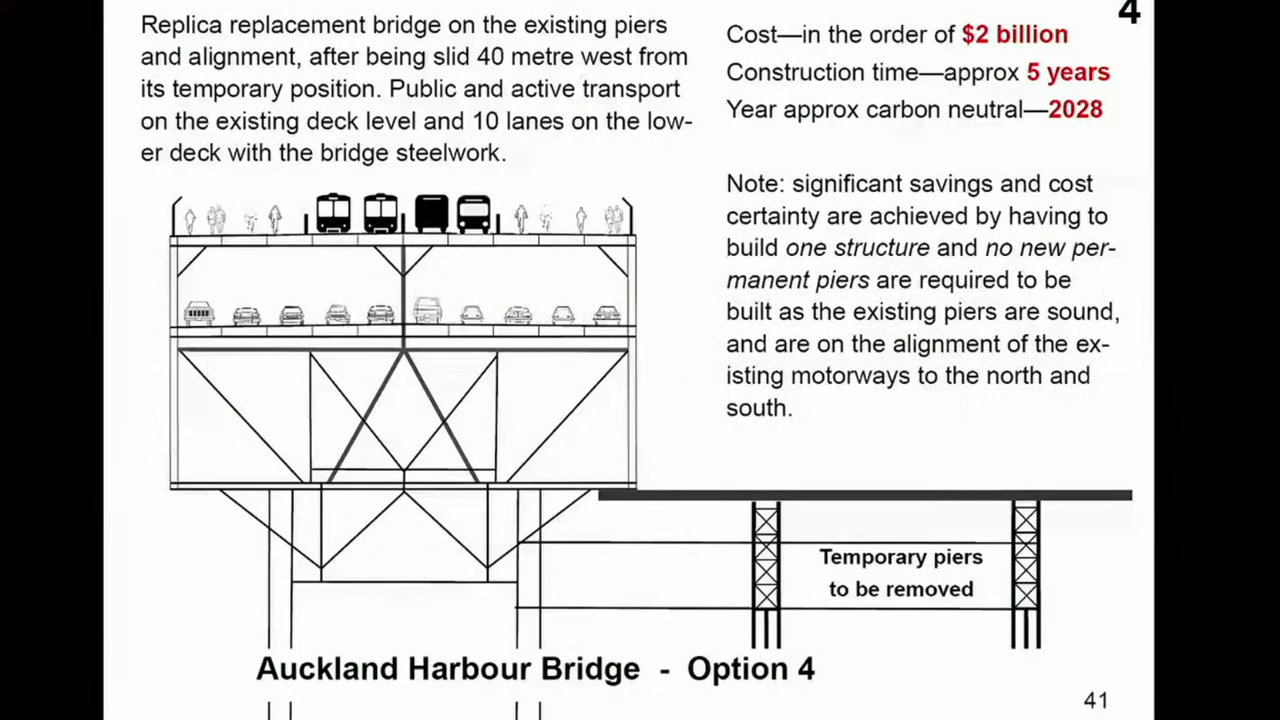 4
Replica replacement bridge on the existing piers
and alignment, after being slid 40 metre west from
its temporary position. Public and active transport
on the existing deck level and 10 lanes on the low-
er deck with the bridge steelwork.
Cost—in the order of $2 billion
Construction time—approx 5 years
Year approx carbon neutral—2028
Note: significant savings and cost
certainty are achieved by having to
build one structure and no new per-
manent piers are required to be
built as the existing piers are sound,
and are on the alignment of the ex-
isting motorways to the north and
south.
Temporary piers
to be removed
Auckland Harbour Bridge - Option 4
41